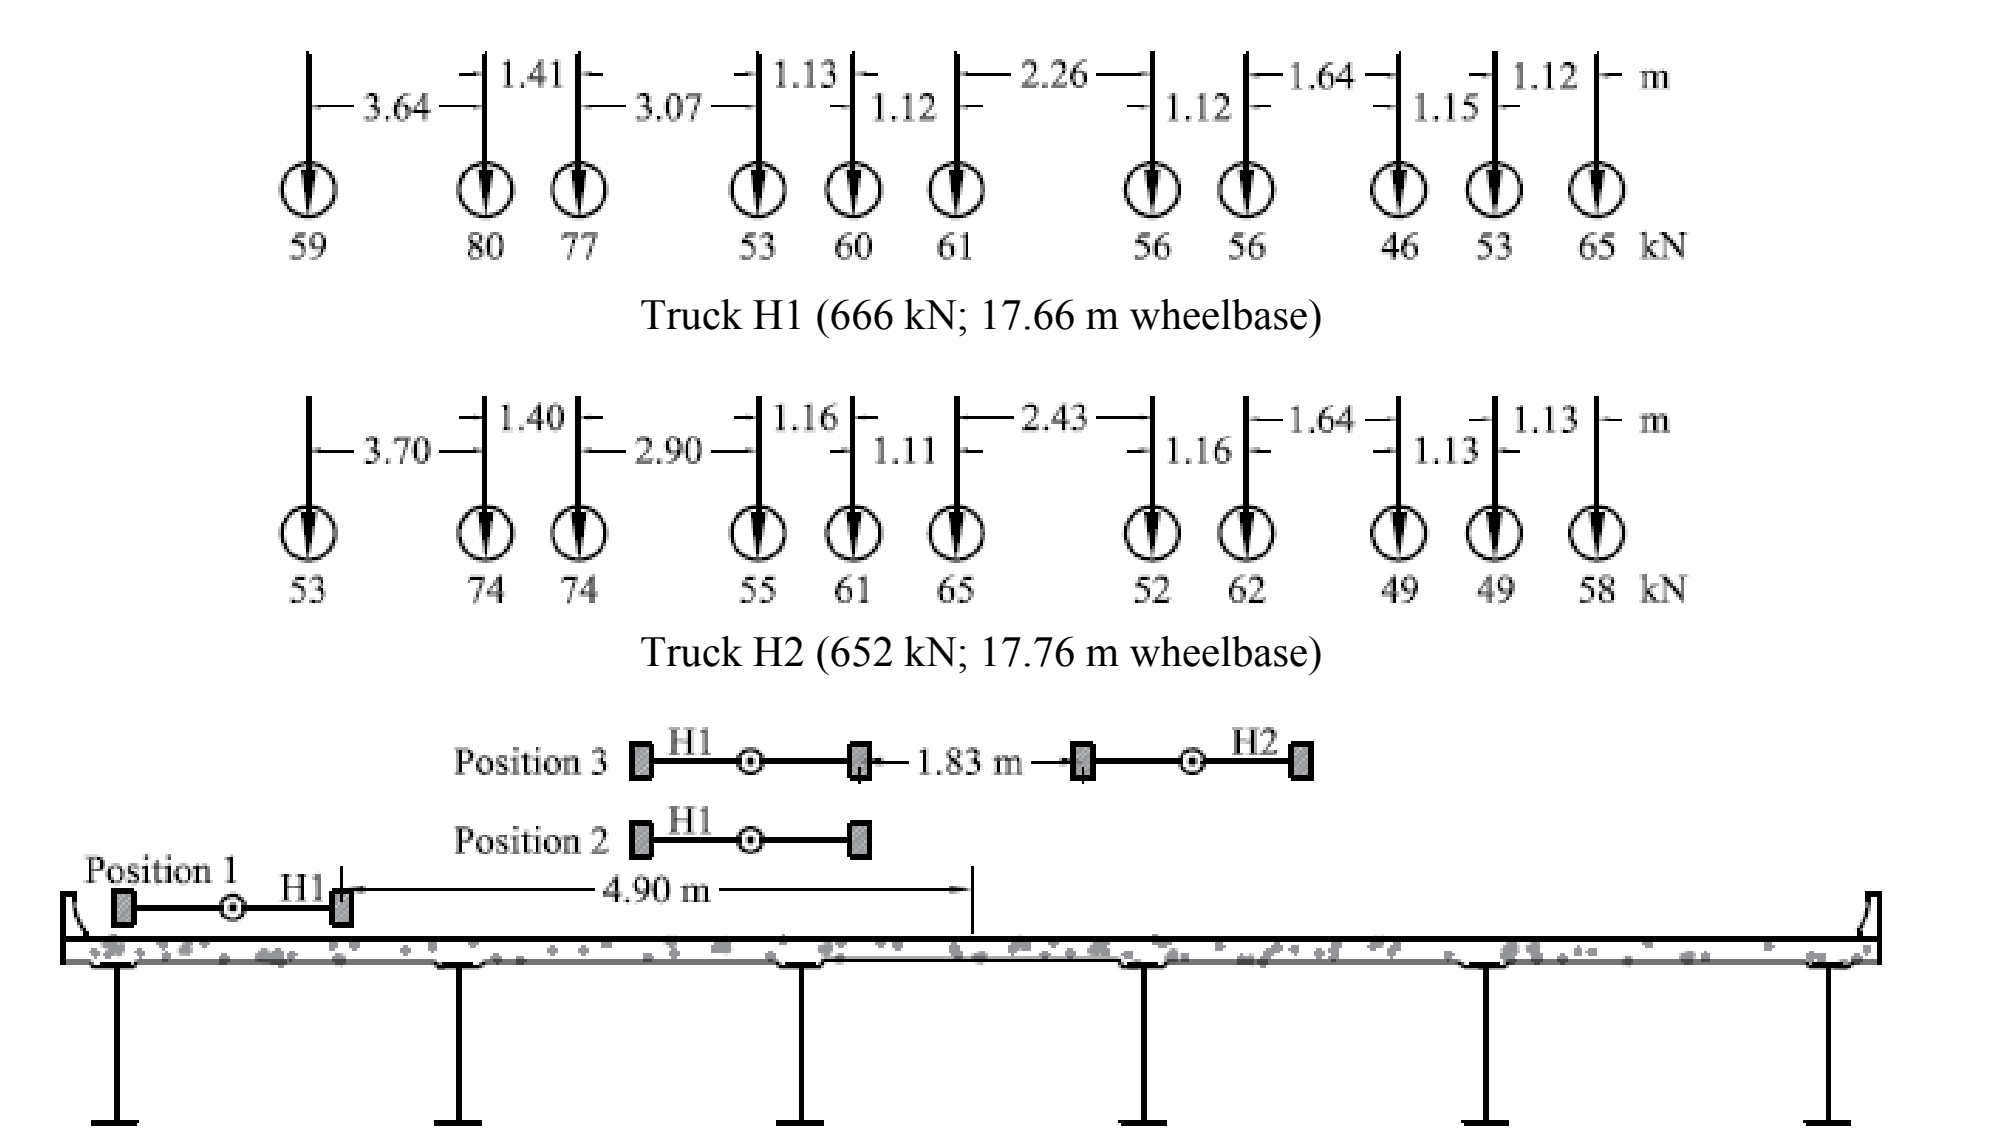 1.41 1.13 2.26 1.64 1.12 m
3.64 3.07 1.12 1.12 1.15
59 80 77 53 60 61 56 56 46 53 65 kN
Truck H1 (666 kN; 17.66 m wheelbase)
1.40 1.16 2.43 1.64 1.13 m
3.70 2.90 1.11 1.16 1.13
53 74 74 55 61 65 52 62 49 49 58 kN
Truck H2 (652 kN; 17.76 m wheelbase)
H1 H2
Position 3 1.83 m
H1
Position 2
Position 1
H1 4.90 m